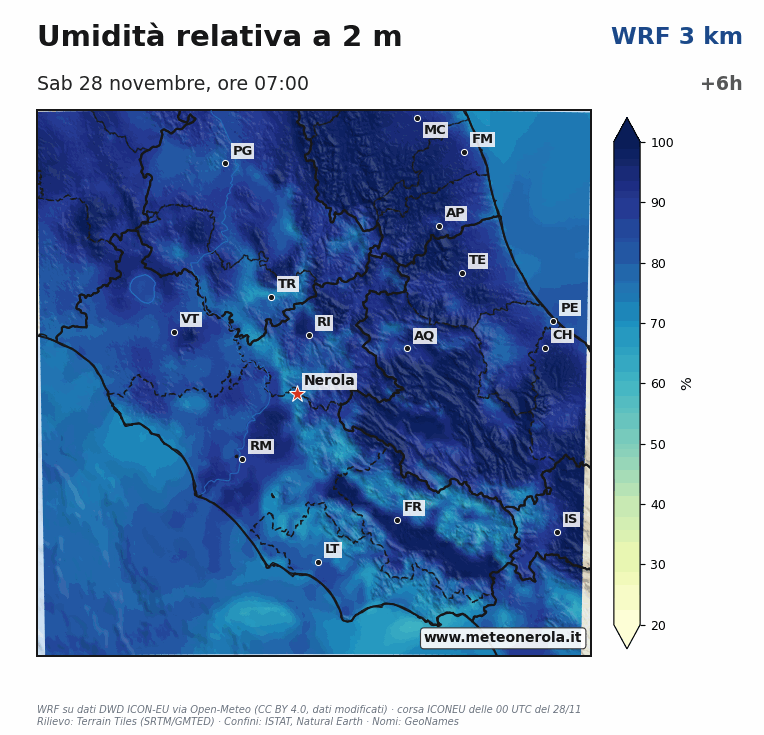 Umidità relativa a 2 m
WRF 3 km
Sab 28 novembre, ore 07:00
+6h
MC
FM
PG
AP
TE
TR
PE
VT
RI
AQ
CH
Nerola
RM
FR
IS
LT
www.meteonerola.it
100
90
80
70
60
50
40
30
20
%
WRF su dati DWD ICON-EU via Open-Meteo (CC BY 4.0, dati modificati) · corsa ICONEU delle 00 UTC del 28/11
Rilievo: Terrain Tiles (SRTM/GMTED) · Confini: ISTAT, Natural Earth · Nomi: GeoNames